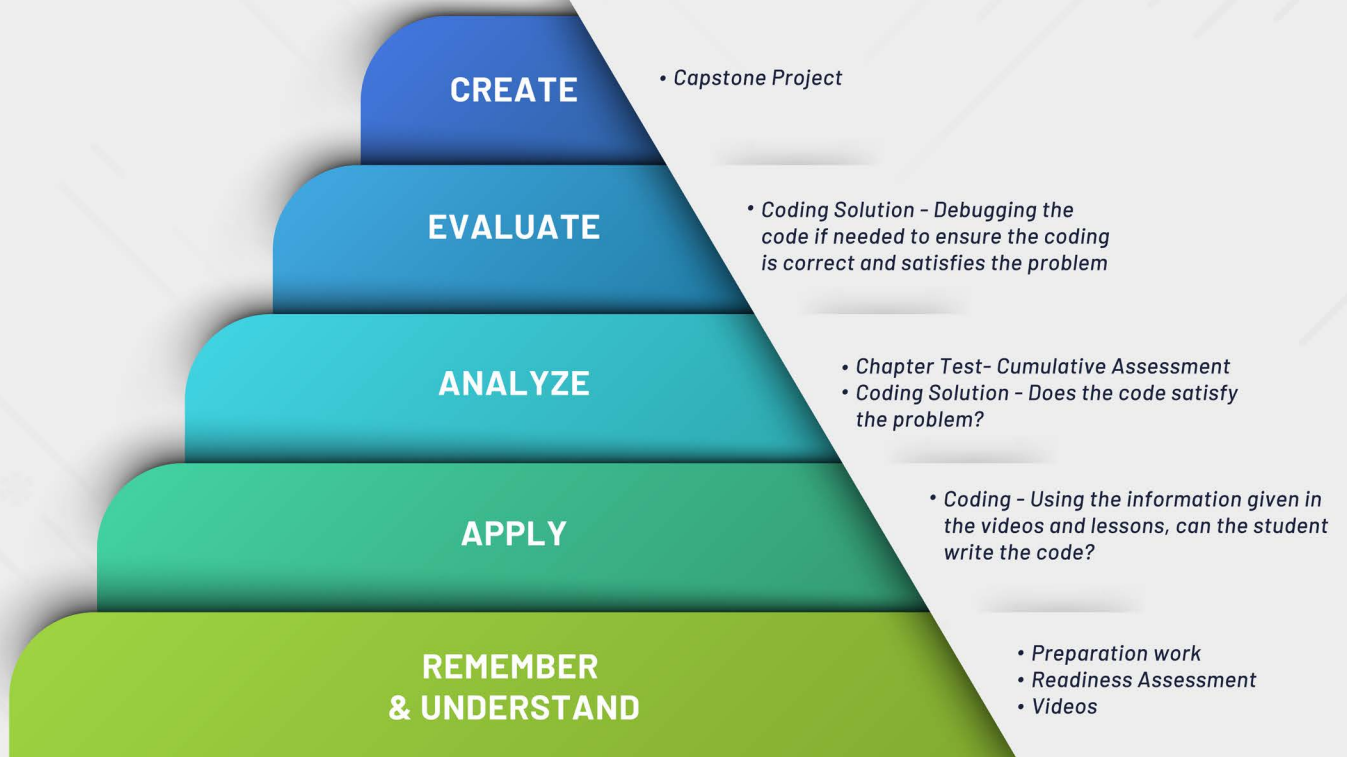 CREATE
• Capstone Project
EVALUATE
• Coding Solution - Debugging the
code if needed to ensure the coding
is correct and satisfies the problem
ANALYZE
• Chapter Test- Cumulative Assessment
• Coding Solution - Does the code satisfy
the problem?
APPLY
• Coding - Using the information given in
the videos and lessons, can the student
write the code?
REMEMBER
& UNDERSTAND
• Preparation work
• Readiness Assessment
• Videos